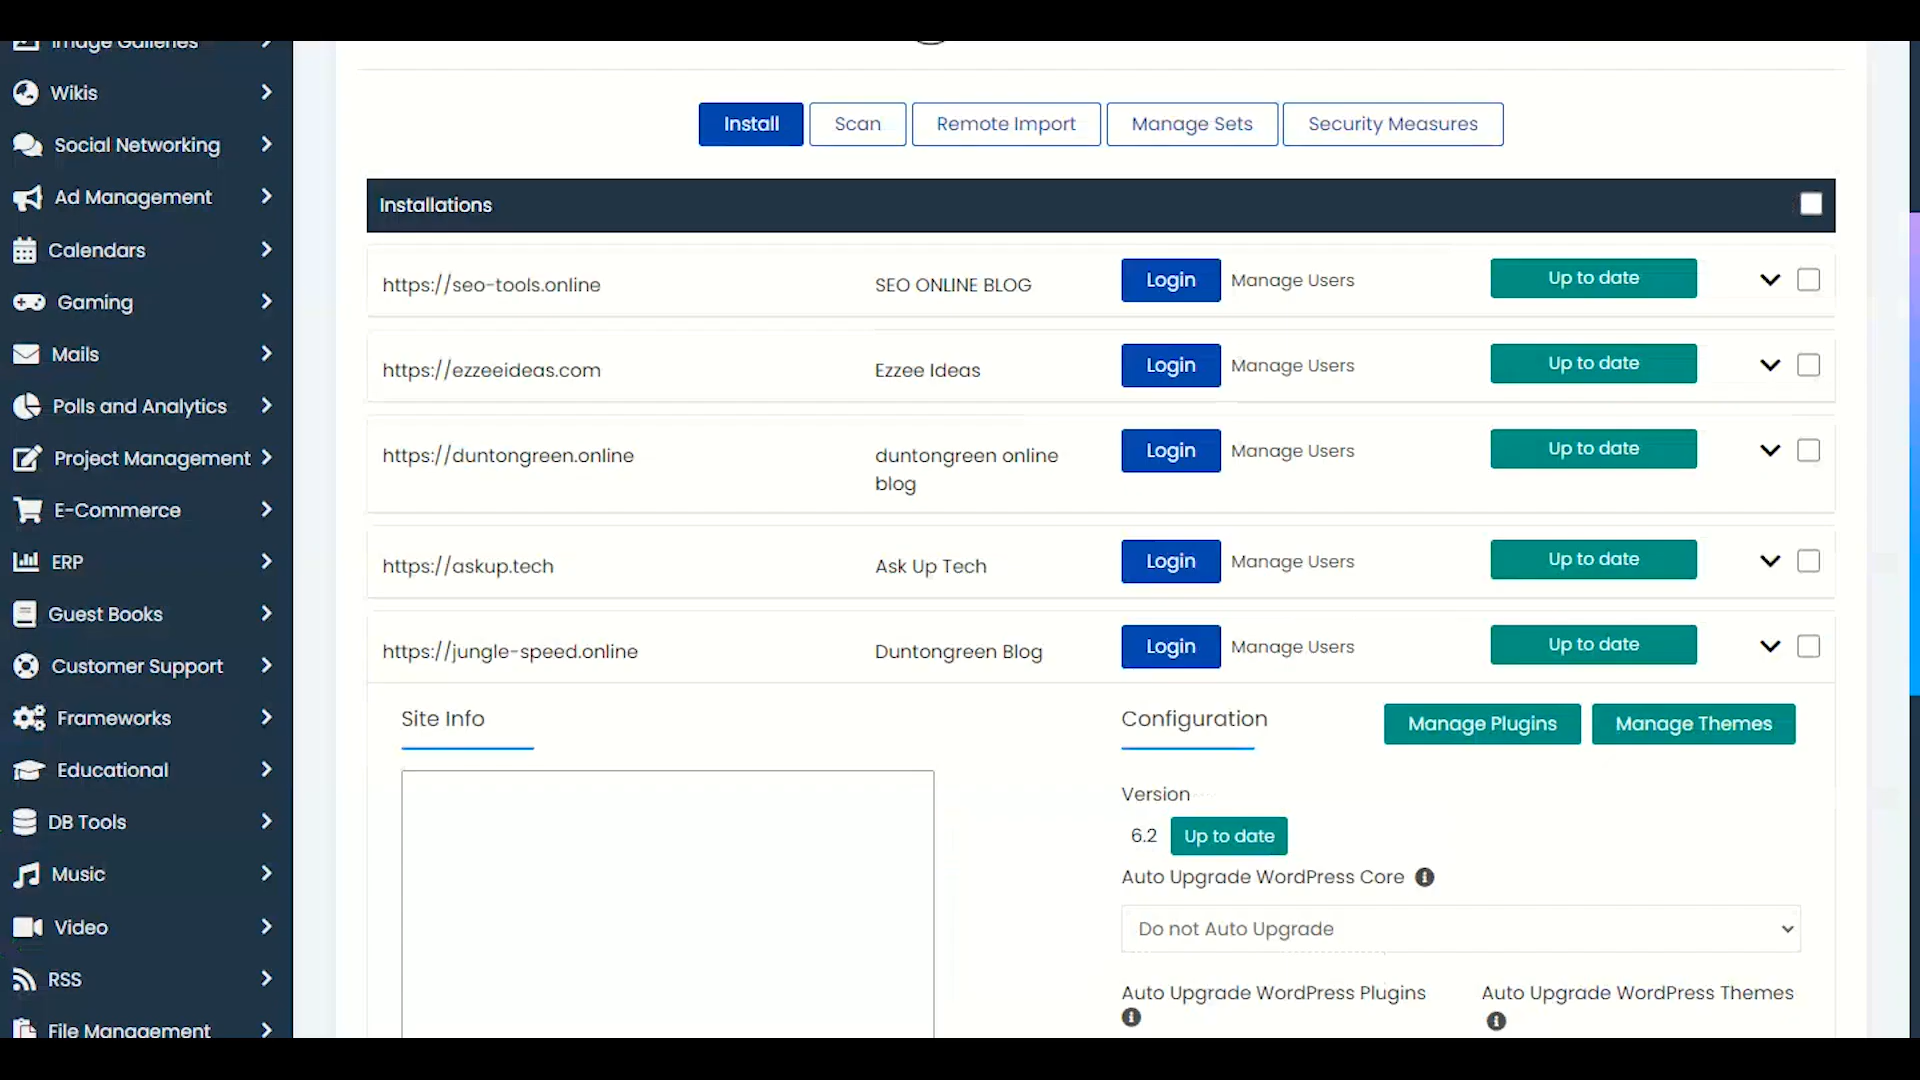 Image Galleries
Wikis
Social Networking
Ad Management
Calendars
Gaming
Mails
Polls and Analytics
Project Management
E-Commerce
ERP
Guest Books
Customer Support
Frameworks
Educational
DB Tools
Music
Video
RSS
File Management
Install Scan Remote Import Manage Sets Security Measures
Installations
https://seo-tools.online SEO ONLINE BLOG Login Manage Users Up to date
https://ezzeeideas.com Ezzee Ideas Login Manage Users Up to date
https://duntongreen.online duntongreen online Login Manage Users Up to date
blog
https://askup.tech Ask Up Tech Login Manage Users Up to date
https://jungle-speed.online Duntongreen Blog Login Manage Users Up to date
Site Info
Configuration Manage Plugins Manage Themes
Version
6.2 Up to date
Auto Upgrade WordPress Core
Do not Auto Upgrade
Auto Upgrade WordPress Plugins Auto Upgrade WordPress Themes